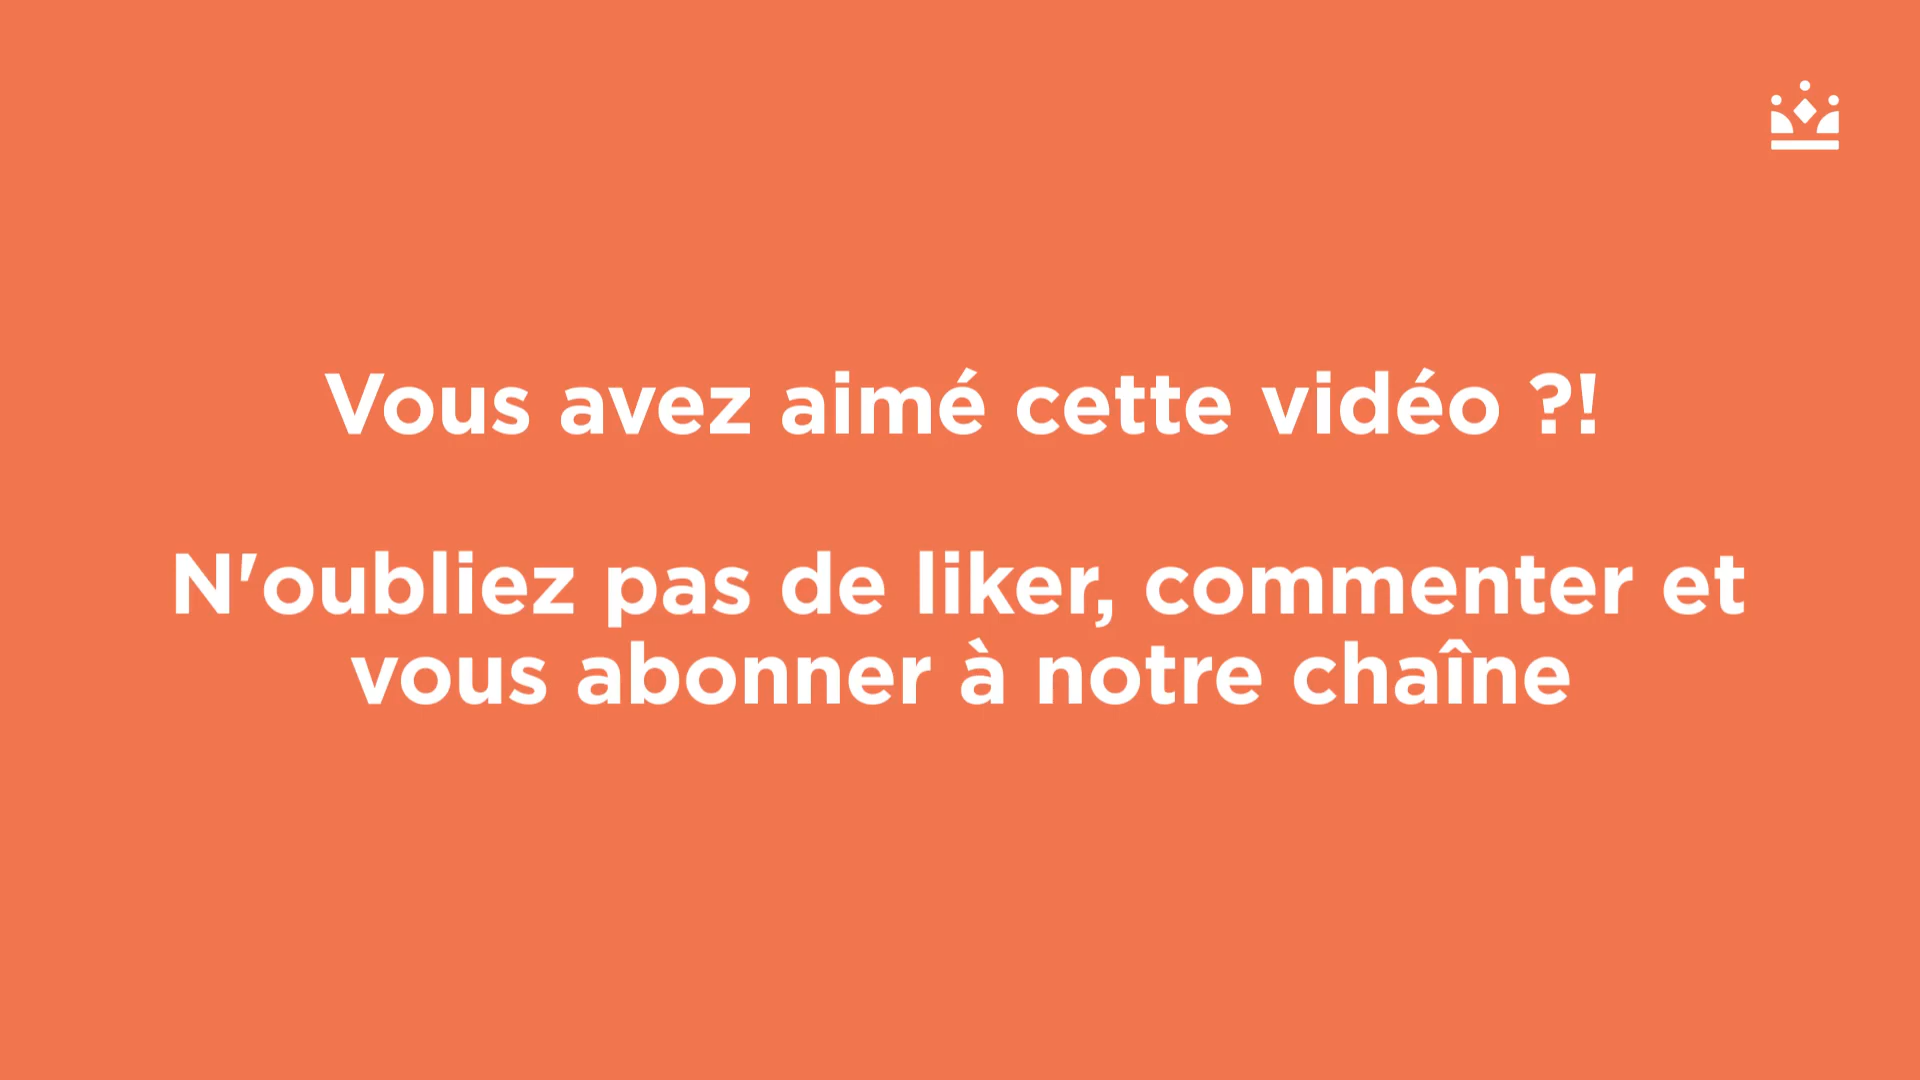 Vous avez aimé cette vidéo ?!
N'oubliez pas de liker, commenter et
vous abonner à notre chaîne